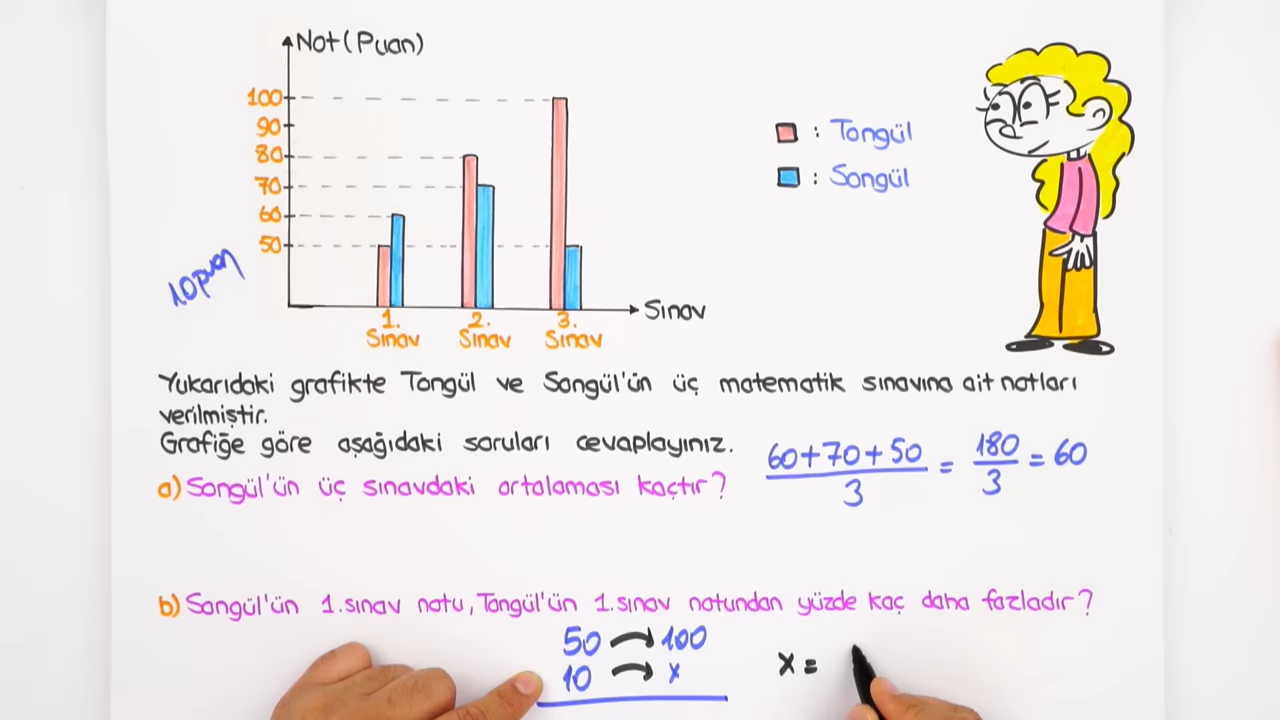 Not (Puan)
100
90
80
70
60
50
10 puan
1. Sınav
2. Sınav
3. Sınav
Sınav
: Tongül
: Songül
Yukarıdaki grafikte Tongül ve Songül'ün üç matematik sınavına ait notları
verilmiştir.
Grafiğe göre aşağıdaki soruları cevaplayınız.
a) Songül'ün üç sınavdaki ortalaması kaçtır?
60+70+50 / 3 = 180 / 3 = 60
b) Songül'ün 1.sınav notu, Tongül'ün 1.sınav notundan yüzde kaç daha fazladır?
50 → 100
10 → x
x =